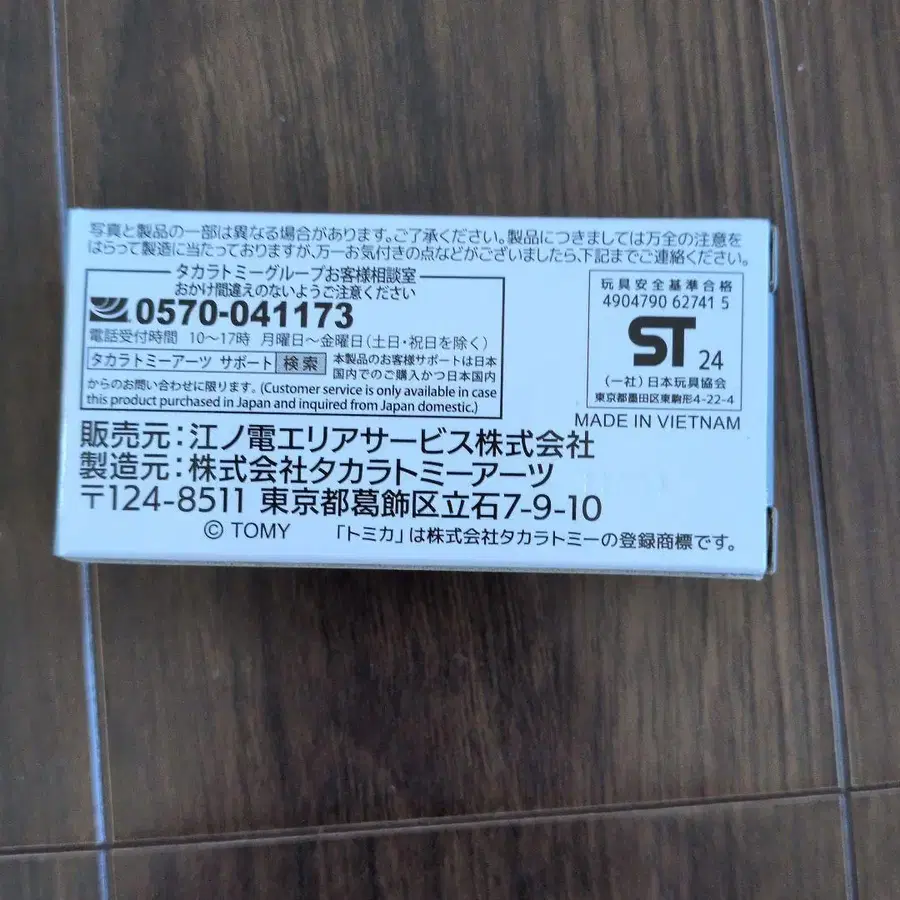 写真と製品の一部は異なる場合があります。ご了承ください。製品につきましては万全の注意を
はらって製造に当たっておりますが、万一お気付きの点などがございましたら、下記までご連絡ください。
タカラトミーグループお客様相談室
おかけ間違えのないようご注意ください
0570-041173
電話受付時間 10〜17時 月曜日〜金曜日(土日・祝日を除く)
タカラトミーアーツ サポート 検索 本製品のお客様サポートは日本
国内でのご購入かつ日本国内
からのお問い合わせに限ります。(Customer service is only available in case
this product purchased in Japan and inquired from Japan domestic.)
玩具安全基準合格
4904790 62741 5
ST 24
(一社)日本玩具協会
東京都墨田区東駒形4-22-4
MADE IN VIETNAM
販売元:江ノ電エリアサービス株式会社
製造元:株式会社タカラトミーアーツ
〒124-8511 東京都葛飾区立石7-9-10
© TOMY 「トミカ」は株式会社タカラトミーの登録商標です。